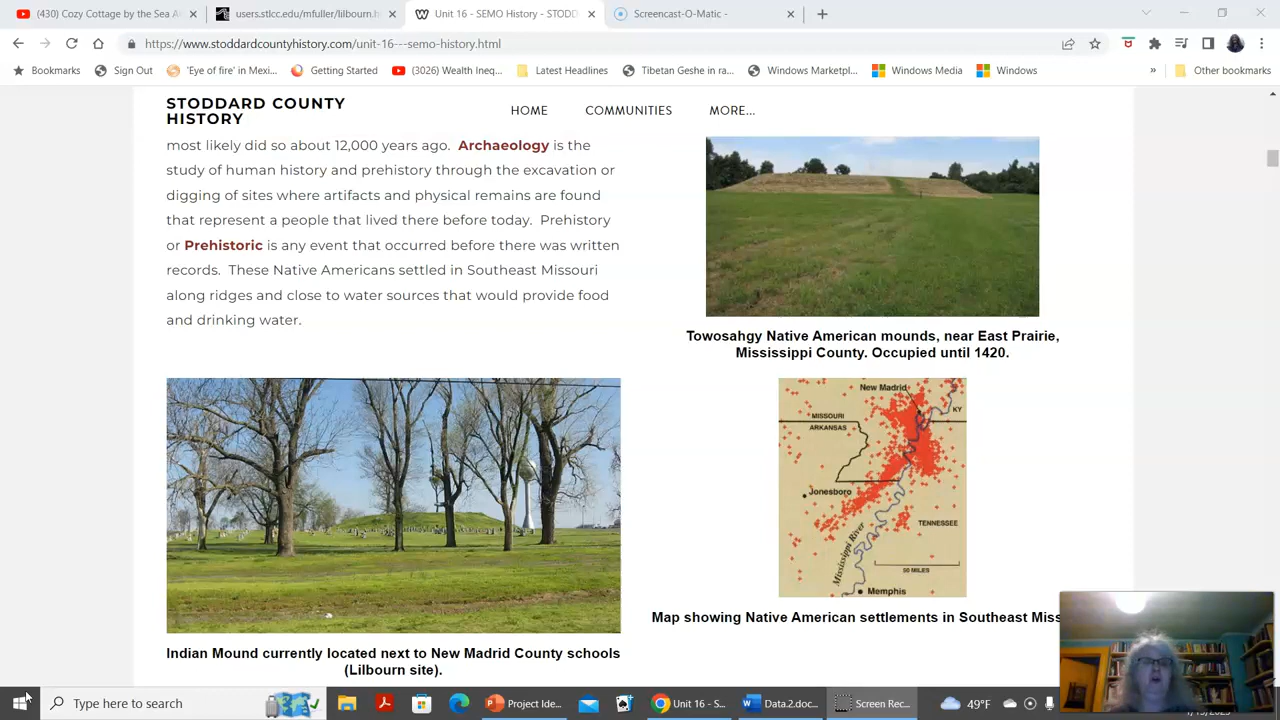 (430) Cozy Cottage by the Sea A
users.stlcc.edu/mfuller/lilbourn.h
Unit 16 - SEMO History - STODD
Screencast-O-Matic -
https://www.stoddardcountyhistory.com/unit-16---semo-history.html
Bookmarks
Sign Out
'Eye of fire' in Mexi...
Getting Started
(3026) Wealth Ineq...
Latest Headlines
Tibetan Geshe in ra...
Windows Marketpl...
Windows Media
Windows
»
Other bookmarks
STODDARD COUNTY
HISTORY
HOME
COMMUNITIES
MORE...
most likely did so about 12,000 years ago. Archaeology is the
study of human history and prehistory through the excavation or
digging of sites where artifacts and physical remains are found
that represent a people that lived there before today. Prehistory
or Prehistoric is any event that occurred before there was written
records. These Native Americans settled in Southeast Missouri
along ridges and close to water sources that would provide food
and drinking water.
Towosahgy Native American mounds, near East Prairie,
Mississippi County. Occupied until 1420.
New Madrid
KY
MISSOURI
ARKANSAS
Jonesboro
TENNESSEE
Mississippi River
50 MILES
Memphis
Map showing Native American settlements in Southeast Miss
Indian Mound currently located next to New Madrid County schools
(Lilbourn site).
Type here to search
Project Ide...
Unit 16 - S...
Data.2.doc...
Screen Rec...
49°F